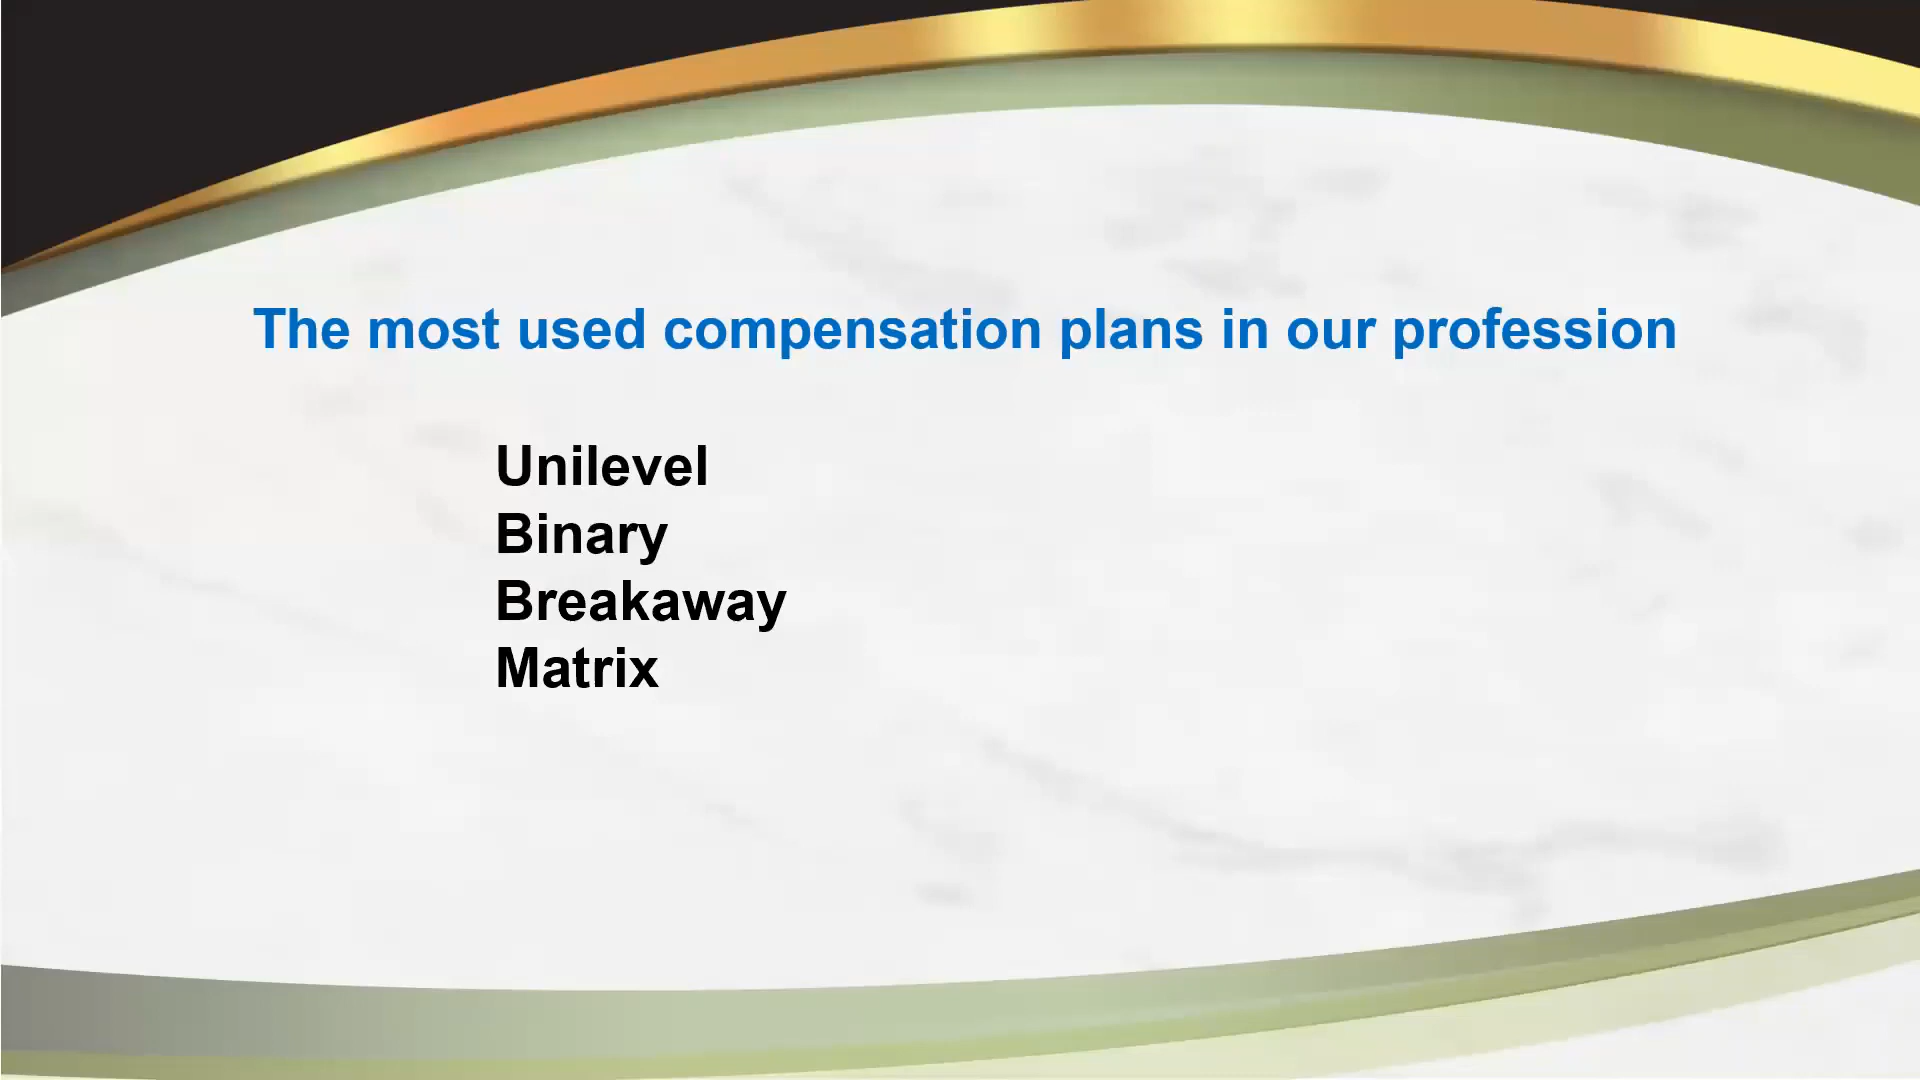 The most used compensation plans in our profession
Unilevel
Binary
Breakaway
Matrix